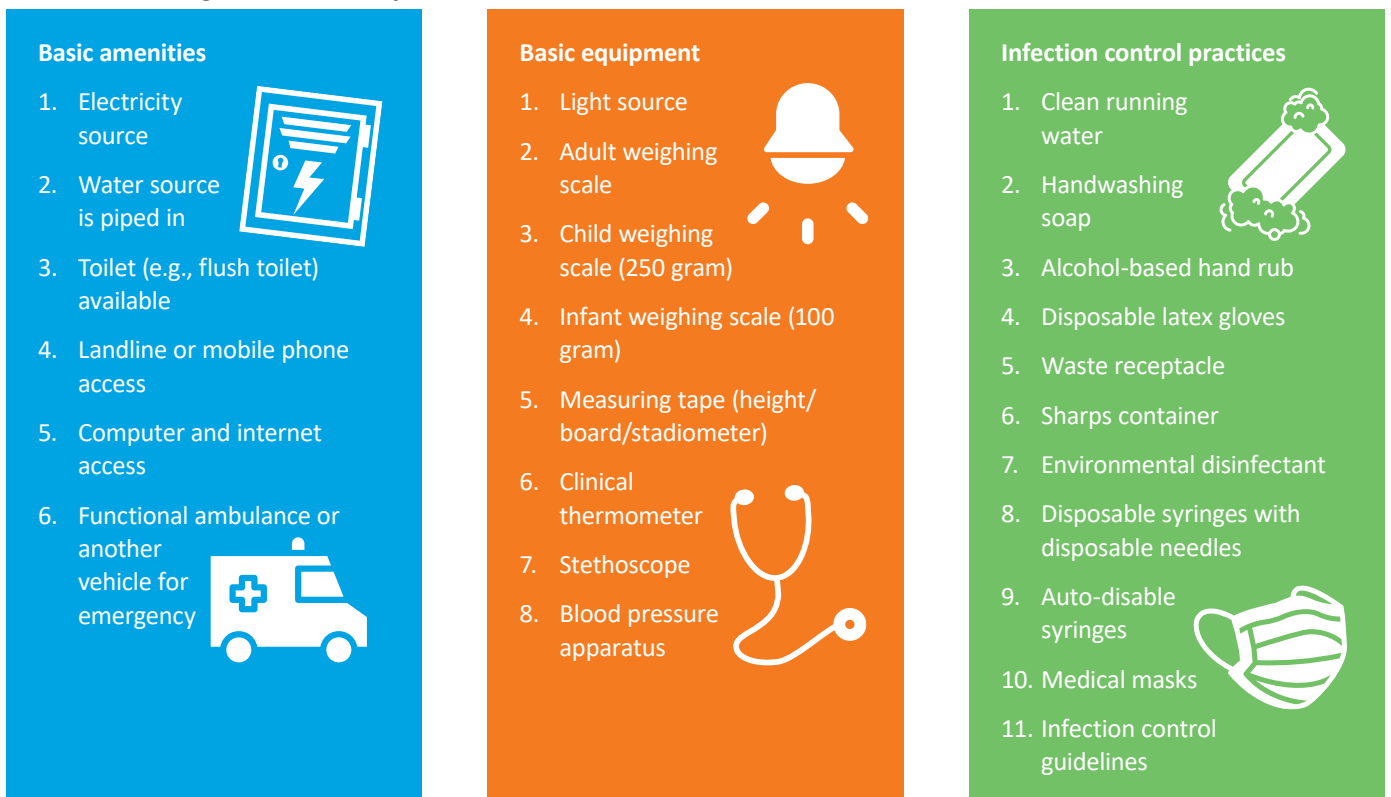 Basic amenities
1. Electricity
source
2. Water source
is piped in
3. Toilet (e.g., flush toilet)
available
4. Landline or mobile phone
access
5. Computer and internet
access
6. Functional ambulance or
another
vehicle for
emergency
Basic equipment
1. Light source
2. Adult weighing
scale
3. Child weighing
scale (250 gram)
4. Infant weighing scale (100
gram)
5. Measuring tape (height/
board/stadiometer)
6. Clinical
thermometer
7. Stethoscope
8. Blood pressure
apparatus
Infection control practices
1. Clean running
water
2. Handwashing
soap
3. Alcohol-based hand rub
4. Disposable latex gloves
5. Waste receptacle
6. Sharps container
7. Environmental disinfectant
8. Disposable syringes with
disposable needles
9. Auto-disable
syringes
10. Medical masks
11. Infection control
guidelines